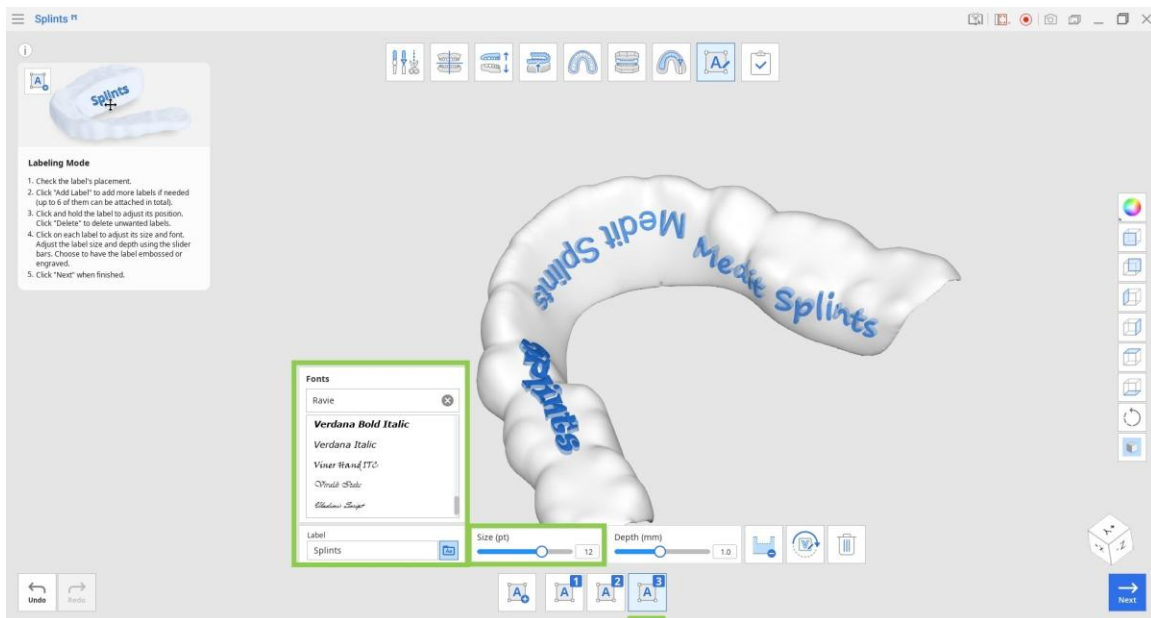 Splints
Splints
Labeling Mode
1. Check the label's placement.
2. Click "Add Label" to add more labels if needed
(up to 6 of them can be attached in total).
3. Click and hold the label to adjust its position.
Click "Delete" to delete unwanted labels.
4. Click on each label to adjust its size and font.
Adjust the label size and depth using the slider
bars. Choose to have the label embossed or
engraved.
5. Click "Next" when finished.
Medit Splints
Medit Splints
Splints
Fonts
Ravie
Verdana Bold Italic
Verdana Italic
Viner Hand ITC
Vivaldi Italic
Vladimir Script
Label
Splints
Size (pt)
12
Depth (mm)
1.0
A
A 1
A 2
A 3
Undo
Redo
Next